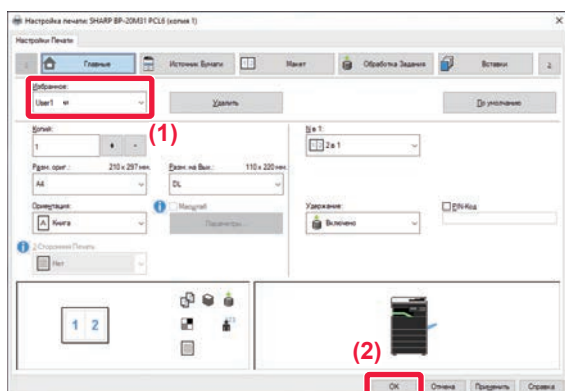 Настройка печати: SHARP BP-20M31 PCL6 (копия 1)
Настройки Печати
Главные
Источник Бумаги
Макет
Обработка Задания
Вставки
2
Избранное:
User1
Удалить
По умолчанию
(1)
Копий:
1
+ -
N в 1:
2 в 1
Разм. ориг.: 210 x 297 мм.
Разм. на Вых.: 110 x 220 мм.
A4
DL
Ориентация:
Масштаб
Удержание:
PIN-Код
A Книга
Параметры...
Включено
2-Сторонняя Печать
Нет
1 2
(2)
OK
Отмена
Применить
Справка